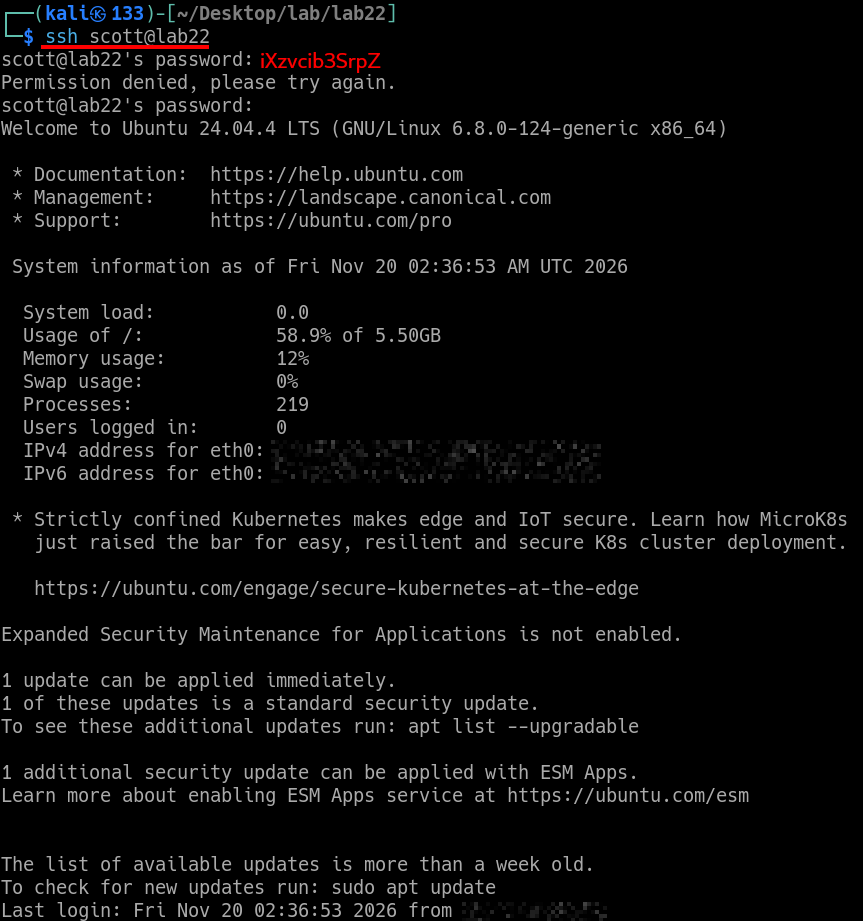 ┌──(kali㉿133)-[~/Desktop/lab/lab22]
└─$ ssh scott@lab22
scott@lab22's password: iXzvcib3SrpZ
Permission denied, please try again.
scott@lab22's password:
Welcome to Ubuntu 24.04.4 LTS (GNU/Linux 6.8.0-124-generic x86_64)
* Documentation: https://help.ubuntu.com
* Management: https://landscape.canonical.com
* Support: https://ubuntu.com/pro
System information as of Fri Nov 20 02:36:53 AM UTC 2026
System load: 0.0
Usage of /: 58.9% of 5.50GB
Memory usage: 12%
Swap usage: 0%
Processes: 219
Users logged in: 0
IPv4 address for eth0:
IPv6 address for eth0:
* Strictly confined Kubernetes makes edge and IoT secure. Learn how MicroK8s
just raised the bar for easy, resilient and secure K8s cluster deployment.
https://ubuntu.com/engage/secure-kubernetes-at-the-edge
Expanded Security Maintenance for Applications is not enabled.
1 update can be applied immediately.
1 of these updates is a standard security update.
To see these additional updates run: apt list --upgradable
1 additional security update can be applied with ESM Apps.
Learn more about enabling ESM Apps service at https://ubuntu.com/esm
The list of available updates is more than a week old.
To check for new updates run: sudo apt update
Last login: Fri Nov 20 02:36:53 2026 from